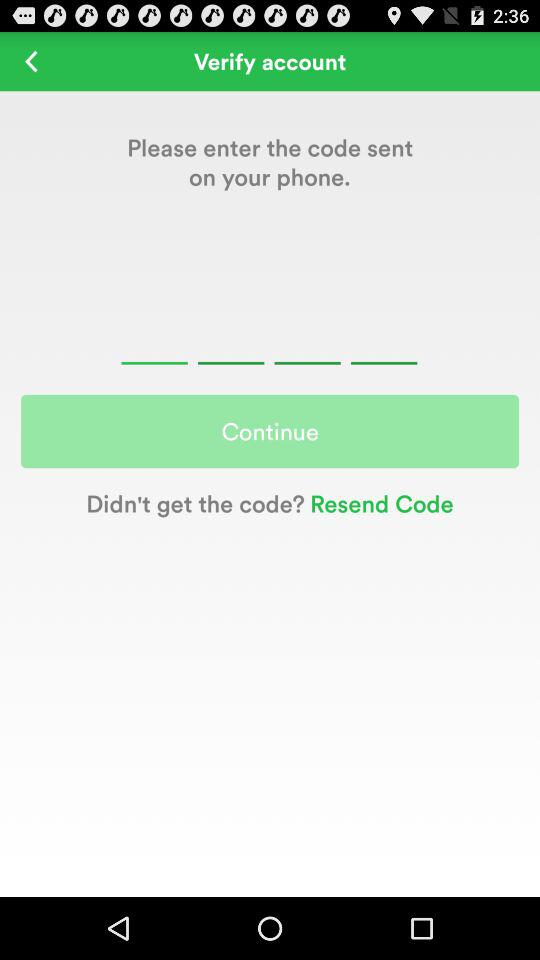 2:36
Verify account
Please enter the code sent
on your phone.
Continue
Didn't get the code? Resend Code